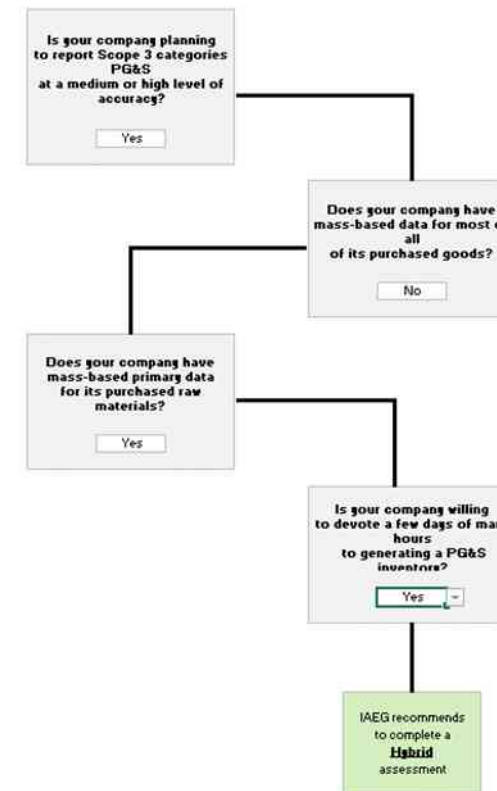 Is your company planning
to report Scope 3 categories
PG&S
at a medium or high level of
accuracy?
Yes
Does your company have
mass-based data for most
all
of its purchased goods?
No
Does your company have
mass-based primary data
for its purchased raw
materials?
Yes
Is your company willing
to devote a few days of
hours
to generating a PG&S
inventory?
Yes
IAEG recommends
to complete a
Hybrid
assessment